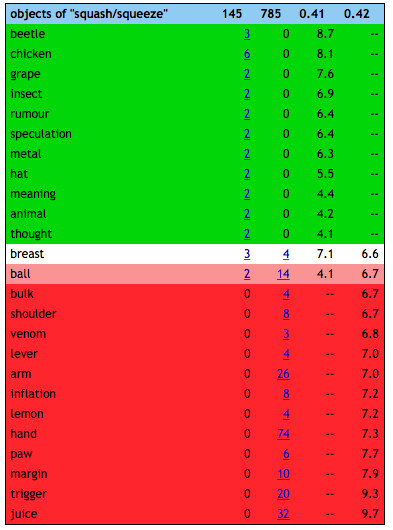 objects of "squash/squeeze" 145 785 0.41 0.42
beetle 3 0 8.7 --
chicken 6 0 8.1 --
grape 2 0 7.6 --
insect 2 0 6.9 --
rumour 2 0 6.4 --
speculation 2 0 6.4 --
metal 2 0 6.3 --
hat 2 0 5.5 --
meaning 2 0 4.4 --
animal 2 0 4.2 --
thought 2 0 4.1 --
breast 3 4 7.1 6.6
ball 2 14 4.1 6.7
bulk 0 4 -- 6.7
shoulder 0 8 -- 6.7
venom 0 3 -- 6.8
lever 0 4 -- 7.0
arm 0 26 -- 7.0
inflation 0 8 -- 7.2
lemon 0 4 -- 7.2
hand 0 74 -- 7.3
paw 0 6 -- 7.7
margin 0 10 -- 7.9
trigger 0 20 -- 9.3
juice 0 32 -- 9.7